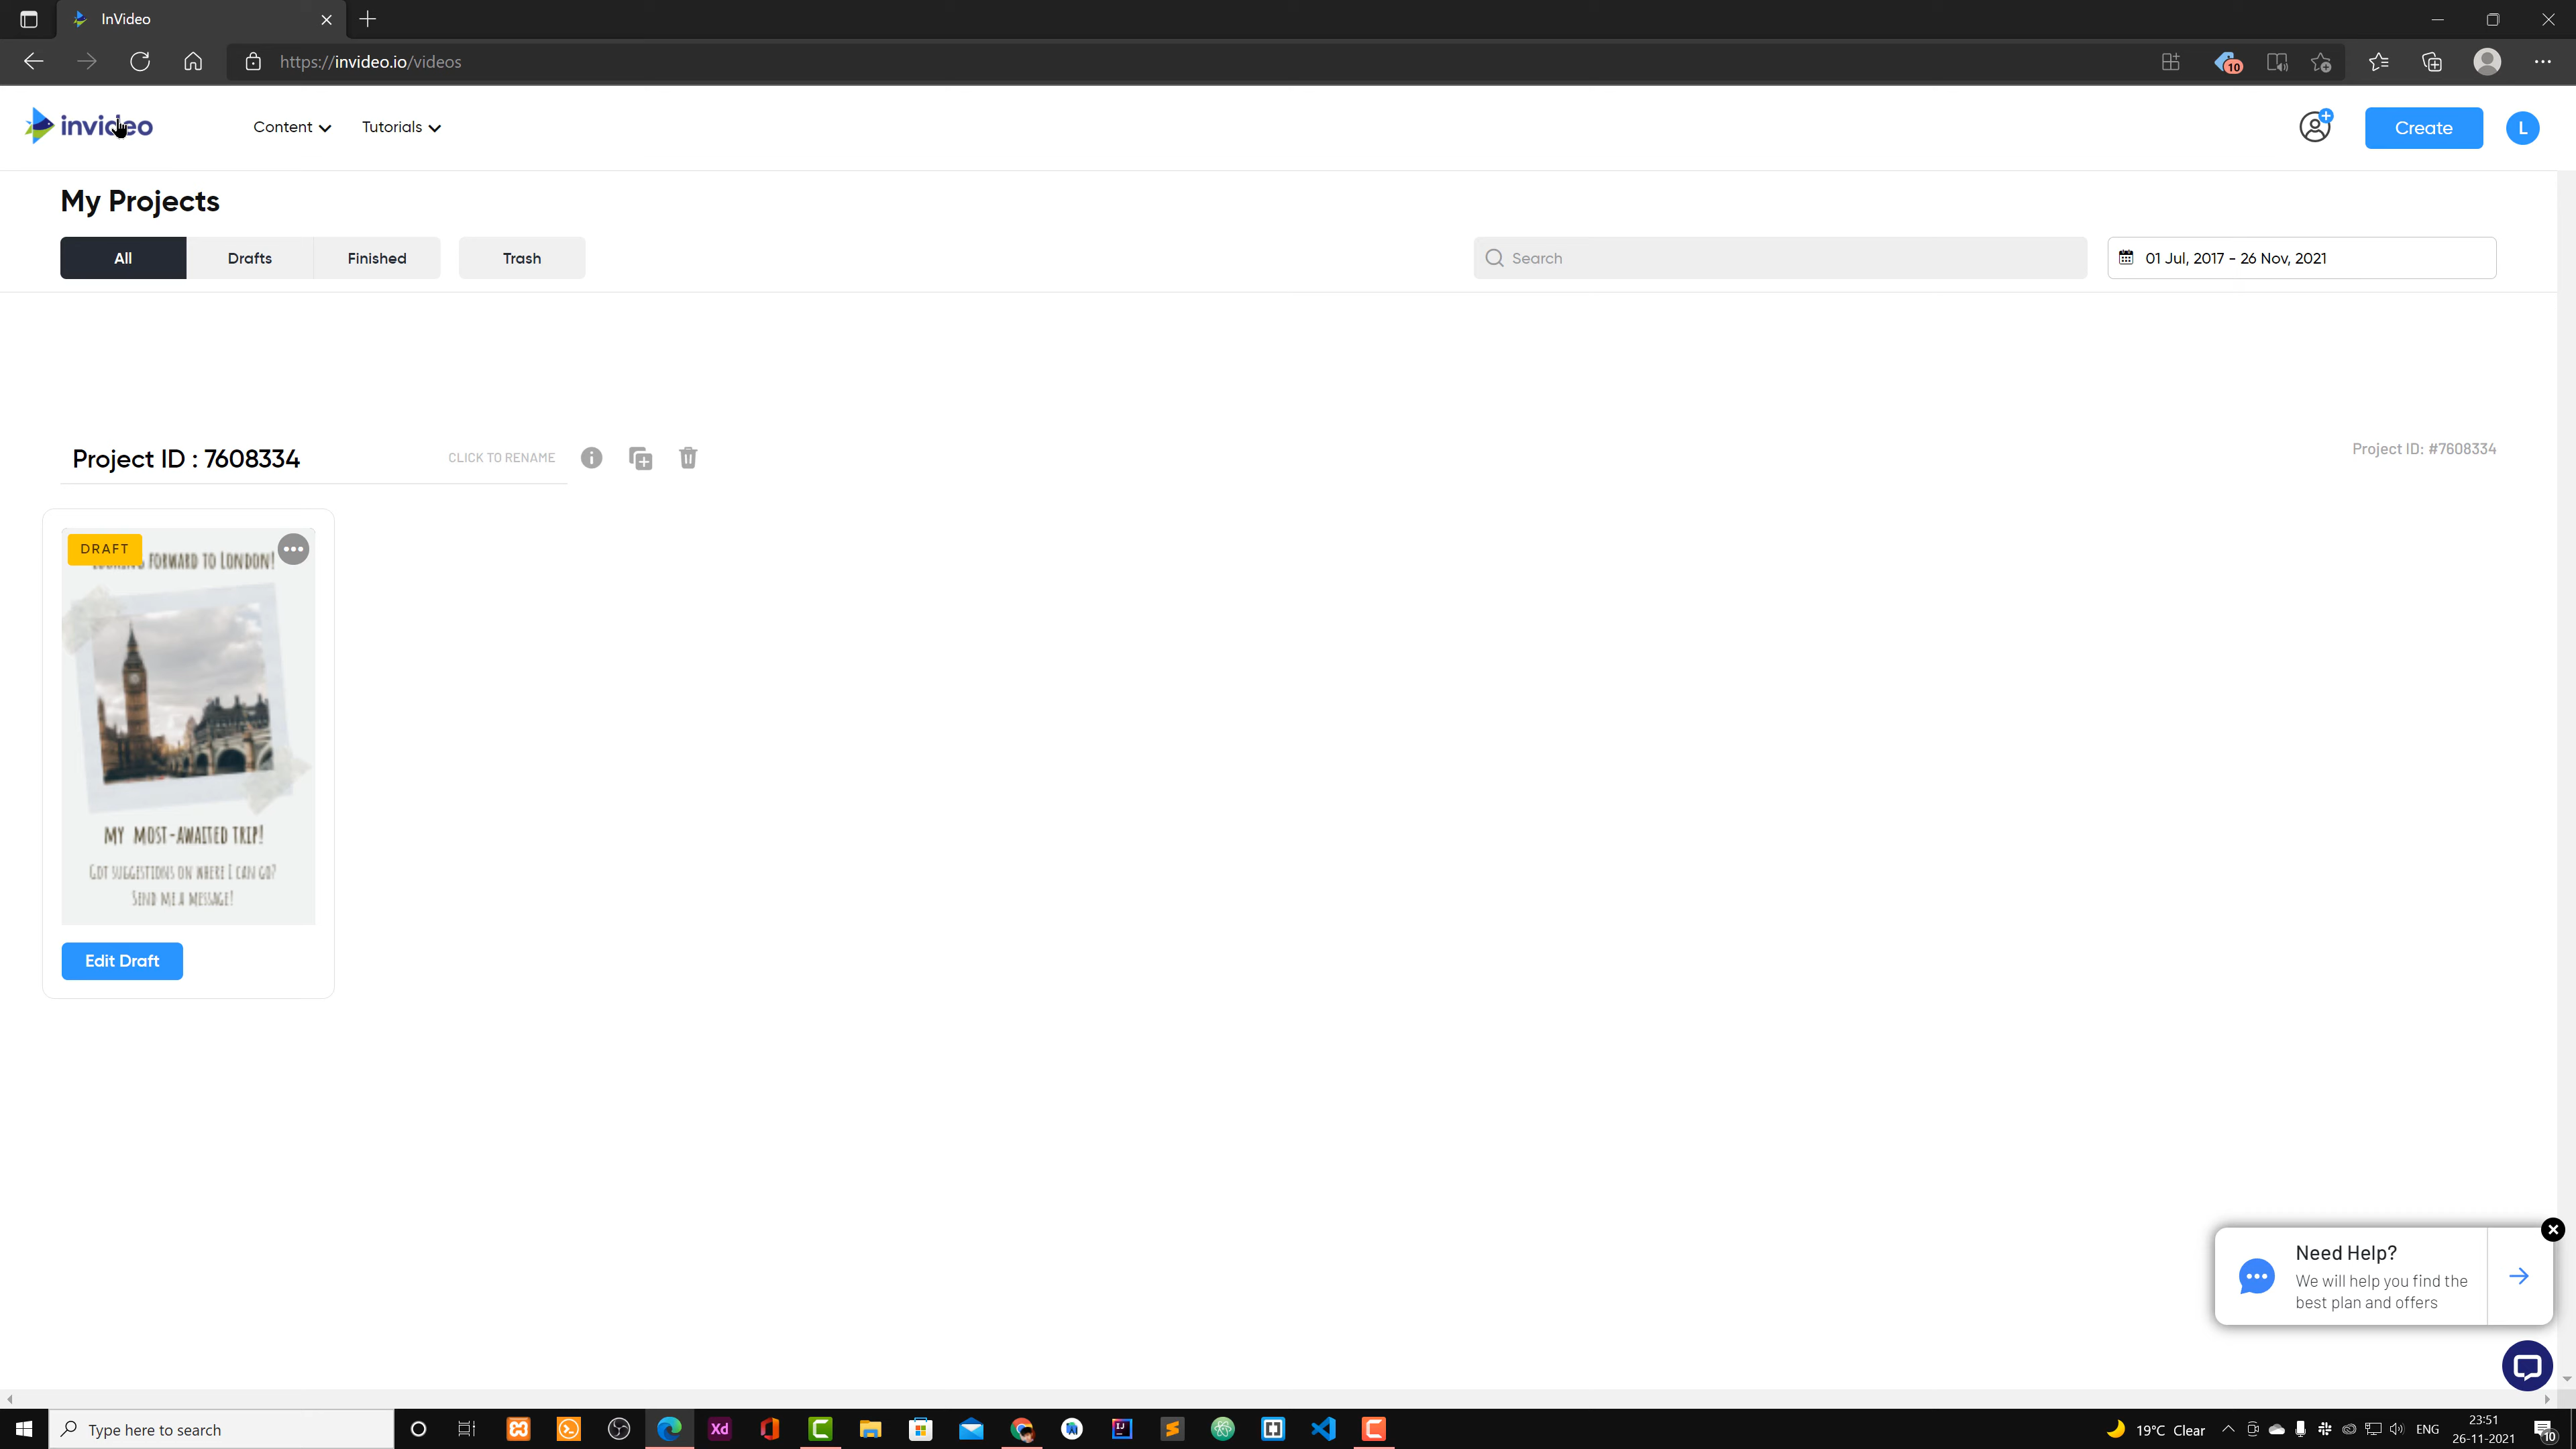 InVideo
https://invideo.io/videos
10
invideo
Content
Tutorials
Create
L
My Projects
All
Drafts
Finished
Trash
Search
01 Jul, 2017 - 26 Nov, 2021
Project ID : 7608334
CLICK TO RENAME
Project ID: #7608334
DRAFT
FORWARD TO LONDON!
MY MOST-AWAITED TRIP!
GOT SUGGESTIONS ON WHERE I CAN GO?
SEND ME A MESSAGE!
Edit Draft
Need Help?
We will help you find the
best plan and offers
Type here to search
Xd
19°C Clear
ENG
23:51
26-11-2021
10